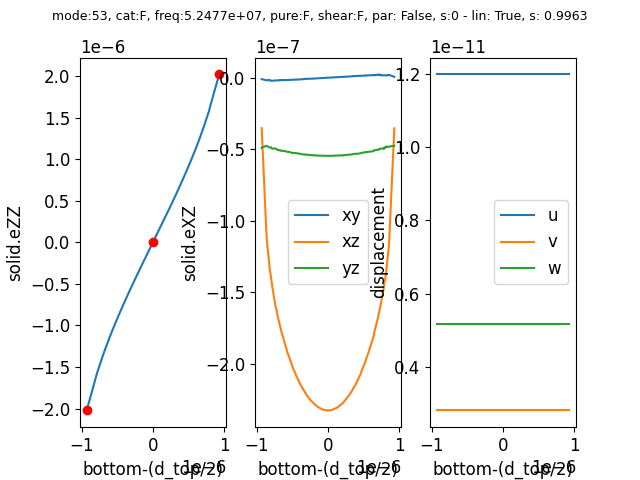 mode:53, cat:F, freq:5.2477e+07, pure:F, shear:F, par: False, s:0 - lin: True, s: 0.9963
1e−6
1e−7
1e−11
2.0
1.5
1.0
0.5
0.0
−0.5
−1.0
−1.5
−2.0
solid.eZZ
−1
0
1
bottom-(d_top/2)
1e−6
0.0
−0.5
−1.0
−1.5
−2.0
solid.eXZ
xy
xz
yz
−1
0
1
bottom-(d_top/2)
1e−6
1.2
1.0
0.8
0.6
0.4
displacement
u
v
w
−1
0
1
bottom-(d_top/2)
1e−6